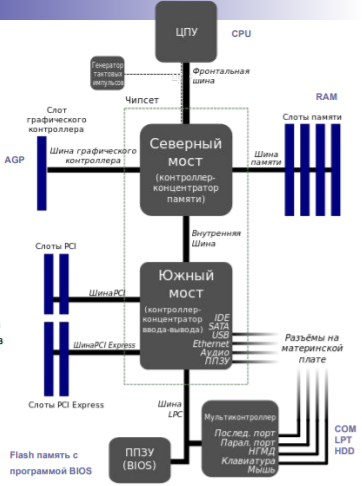 ЦПУ
CPU
Генератор
тактовых
импульсов
Фронтальная
шина
Чипсет
RAM
Слот
графического
контроллера
Слоты памяти
AGP
Шина графического
контроллера
Северный
мост
(контроллер-
концентратор
памяти)
Шина
памяти
Внутренняя
Шина
Слоты PCI
ШинаPCI
Южный
мост
(контроллер-
концентратор
ввода-вывода)
IDE
SATA
USB
Ethernet
Аудио
ППЗУ
Разъёмы на
материнской
плате
в
ШинаPCI Express
Слоты PCI Express
Шина
LPC
Мультиконтроллер
Послед. порт
Парал. порт
НГМД
Клавиатура
Мышь
COM
LPT
HDD
ППЗУ
(BIOS)
Flash память с
программой BIOS